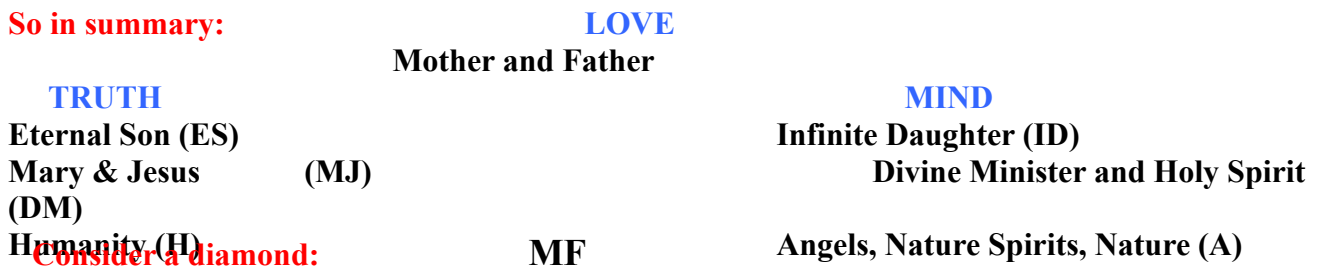 So in summary: LOVE
Mother and Father
TRUTH MIND
Eternal Son (ES) Infinite Daughter (ID)
Mary & Jesus (MJ) Divine Minister and Holy Spirit
(DM)
Humanity (H) Angels, Nature Spirits, Nature (A)
Consider a diamond: MF